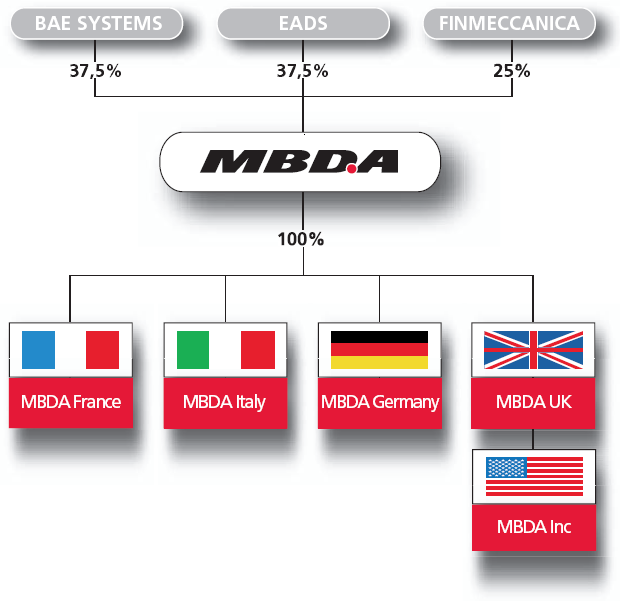 BAE SYSTEMS
EADS
FINMECCANICA
37,5%
37,5%
25%
MBDA
100%
MBDA France
MBDA Italy
MBDA Germany
MBDA UK
MBDA Inc